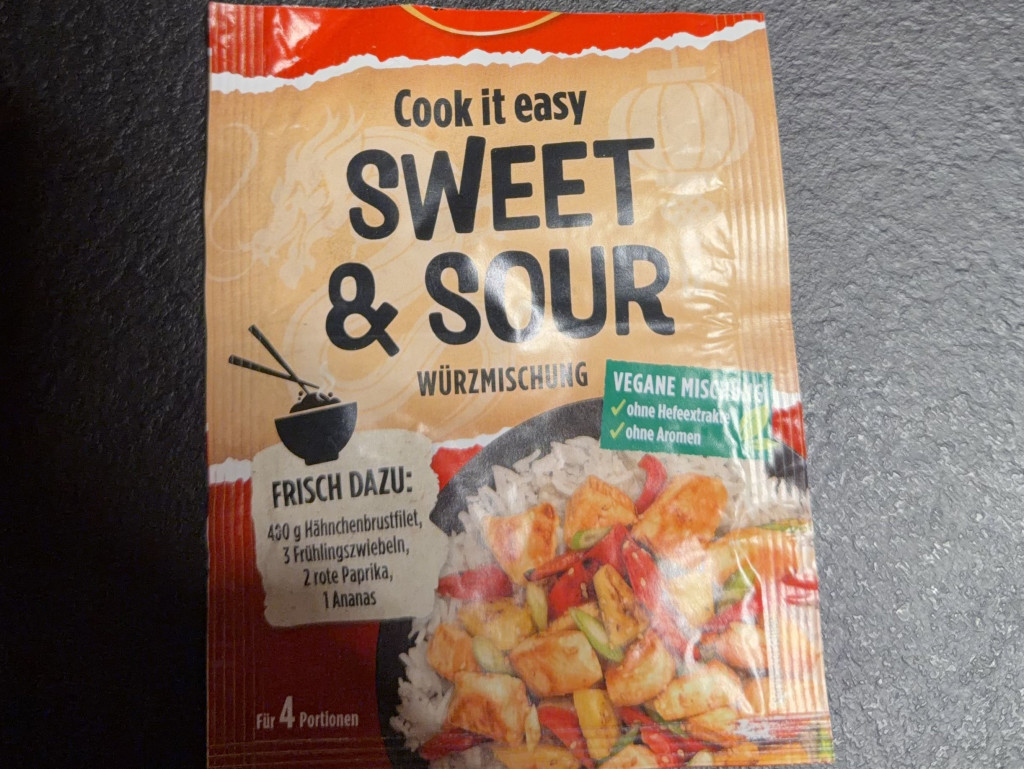 Cook it easy
SWEET
& SOUR
WÜRZMISCHUNG
VEGANE MISCHUNG
✓ ohne Hefeextrakte
✓ ohne Aromen
FRISCH DAZU:
400 g Hähnchenbrustfilet,
3 Frühlingszwiebeln,
2 rote Paprika,
1 Ananas
Für 4 Portionen